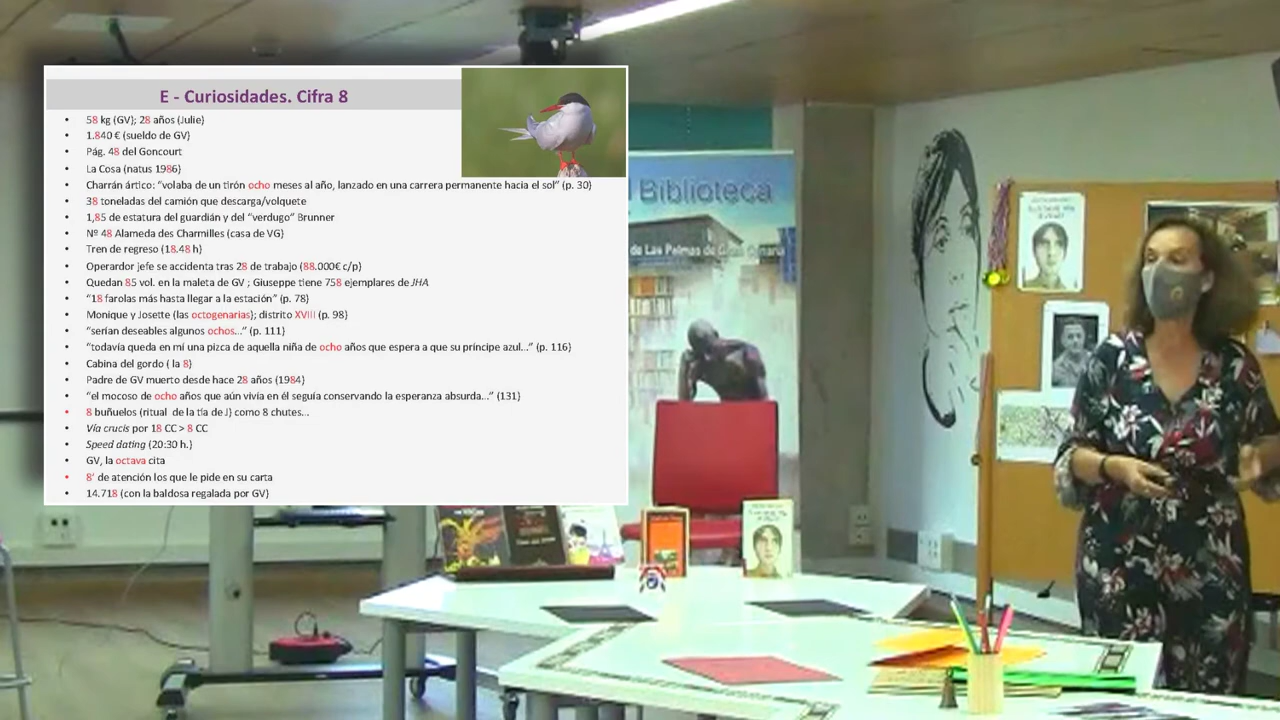 E - Curiosidades. Cifra 8
• 58 kg (GV); 28 años (Julie)
• 1.840 € (sueldo de GV)
• Pág. 48 del Goncourt
• La Cosa (natus 1986)
• Charrán ártico: “volaba de un tirón ocho meses al año, lanzado en una carrera permanente hacia el sol” (p. 30)
• 38 toneladas del camión que descarga/volquete
• 1,85 de estatura del guardián y del “verdugo” Brunner
• Nº 48 Alameda des Charmilles (casa de VG)
• Tren de regreso (18.48 h)
• Operardor jefe se accidenta tras 28 de trabajo (88.000€ c/p)
• Quedan 85 vol. en la maleta de GV ; Giuseppe tiene 758 ejemplares de JHA
• “18 farolas más hasta llegar a la estación” (p. 78)
• Monique y Josette (las octogenarias); distrito XVIII (p. 98)
• “serían deseables algunos ochos…” (p. 111)
• “todavía queda en mí una pizca de aquella niña de ocho años que espera a que su príncipe azul…” (p. 116)
• Cabina del gordo ( la 8)
• Padre de GV muerto desde hace 28 años (1984)
• “el mocoso de ocho años que aún vivía en él seguía conservando la esperanza absurda…” (131)
• 8 buñuelos (ritual de la tía de J) como 8 chutes…
• Vía crucis por 18 CC > 8 CC
• Speed dating (20:30 h.)
• GV, la octava cita
• 8’ de atención los que le pide en su carta
• 14.718 (con la baldosa regalada por GV)
Biblioteca
de Las Palmas de Gran Canaria